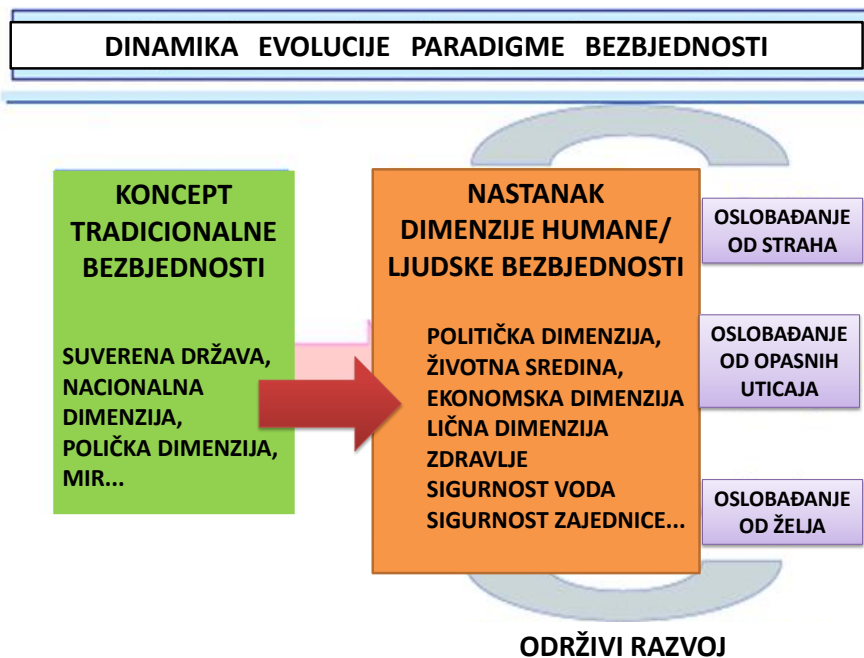 DINAMIKA EVOLUCIJE PARADIGME BEZBJEDNOSTI
KONCEPT
TRADICIONALNE
BEZBJEDNOSTI
SUVERENA DRŽAVA,
NACIONALNA
DIMENZIJA,
POLIČKA DIMENZIJA,
MIR...
NASTANAK
DIMENZIJE HUMANE/
LJUDSKE BEZBJEDNOSTI
POLITIČKA DIMENZIJA,
ŽIVOTNA SREDINA,
EKONOMSKA DIMENZIJA
LIČNA DIMENZIJA
ZDRAVLJE
SIGURNOST VODA
SIGURNOST ZAJEDNICE...
OSLOBAĐANJE
OD STRAHA
OSLOBAĐANJE
OD OPASNIH
UTICAJA
OSLOBAĐANJE
OD ŽELJA
ODRŽIVI RAZVOJ